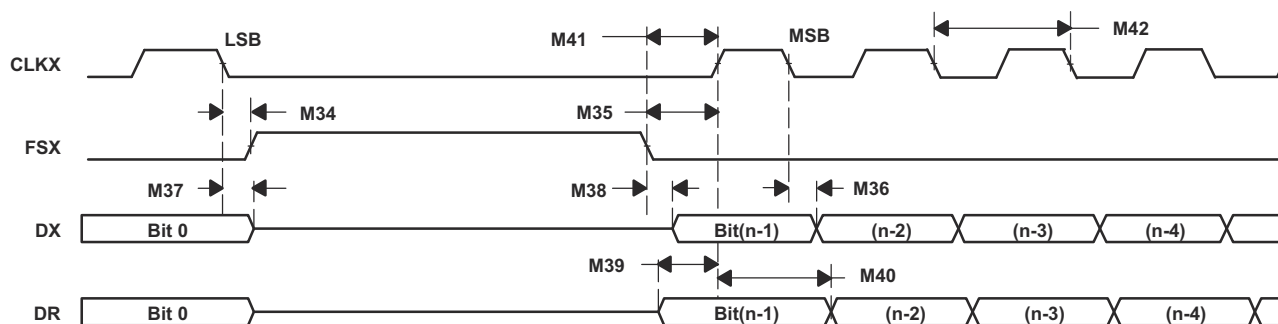 LSB
M41
MSB
M42
CLKX
M34
M35
FSX
M37
M38
M36
DX
Bit 0
Bit(n-1)
(n-2)
(n-3)
(n-4)
M39
M40
DR
Bit 0
Bit(n-1)
(n-2)
(n-3)
(n-4)